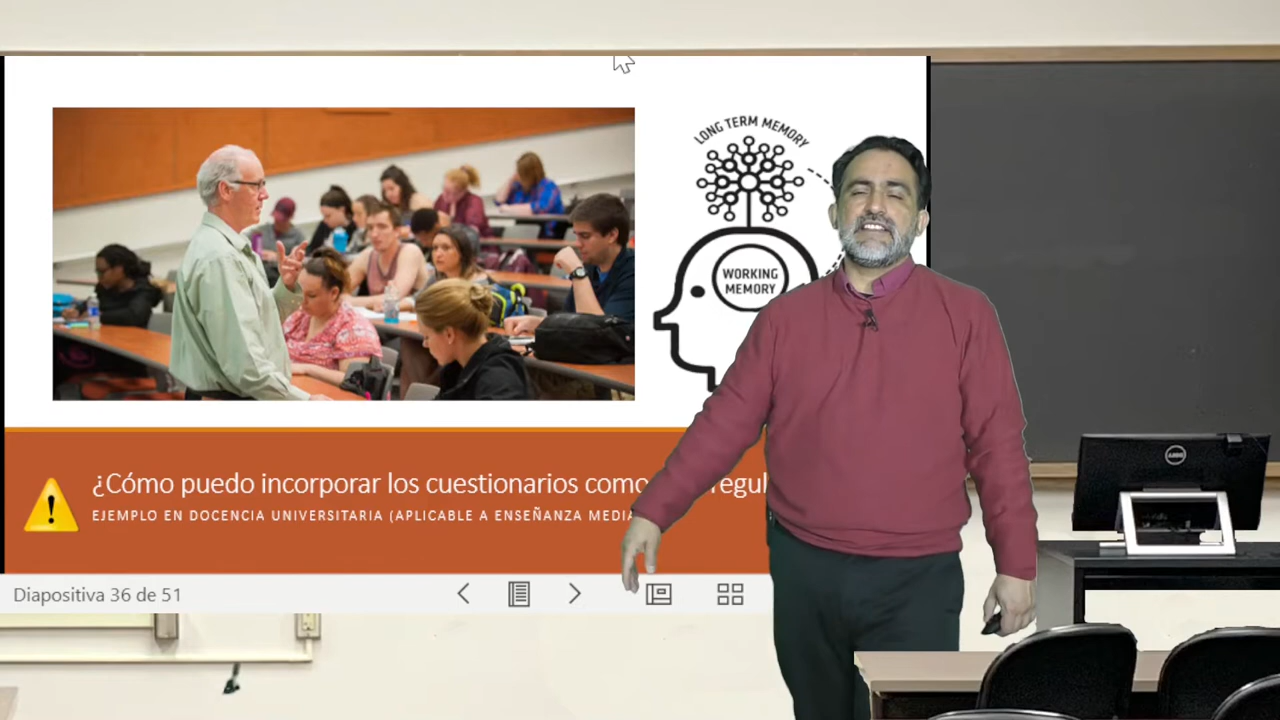 LONG TERM MEMORY
WORKING
MEMORY
¿Cómo puedo incorporar los cuestionarios como
EJEMPLO EN DOCENCIA UNIVERSITARIA (APLICABLE A ENSEÑANZA MEDIA
Diapositiva 36 de 51
DELL